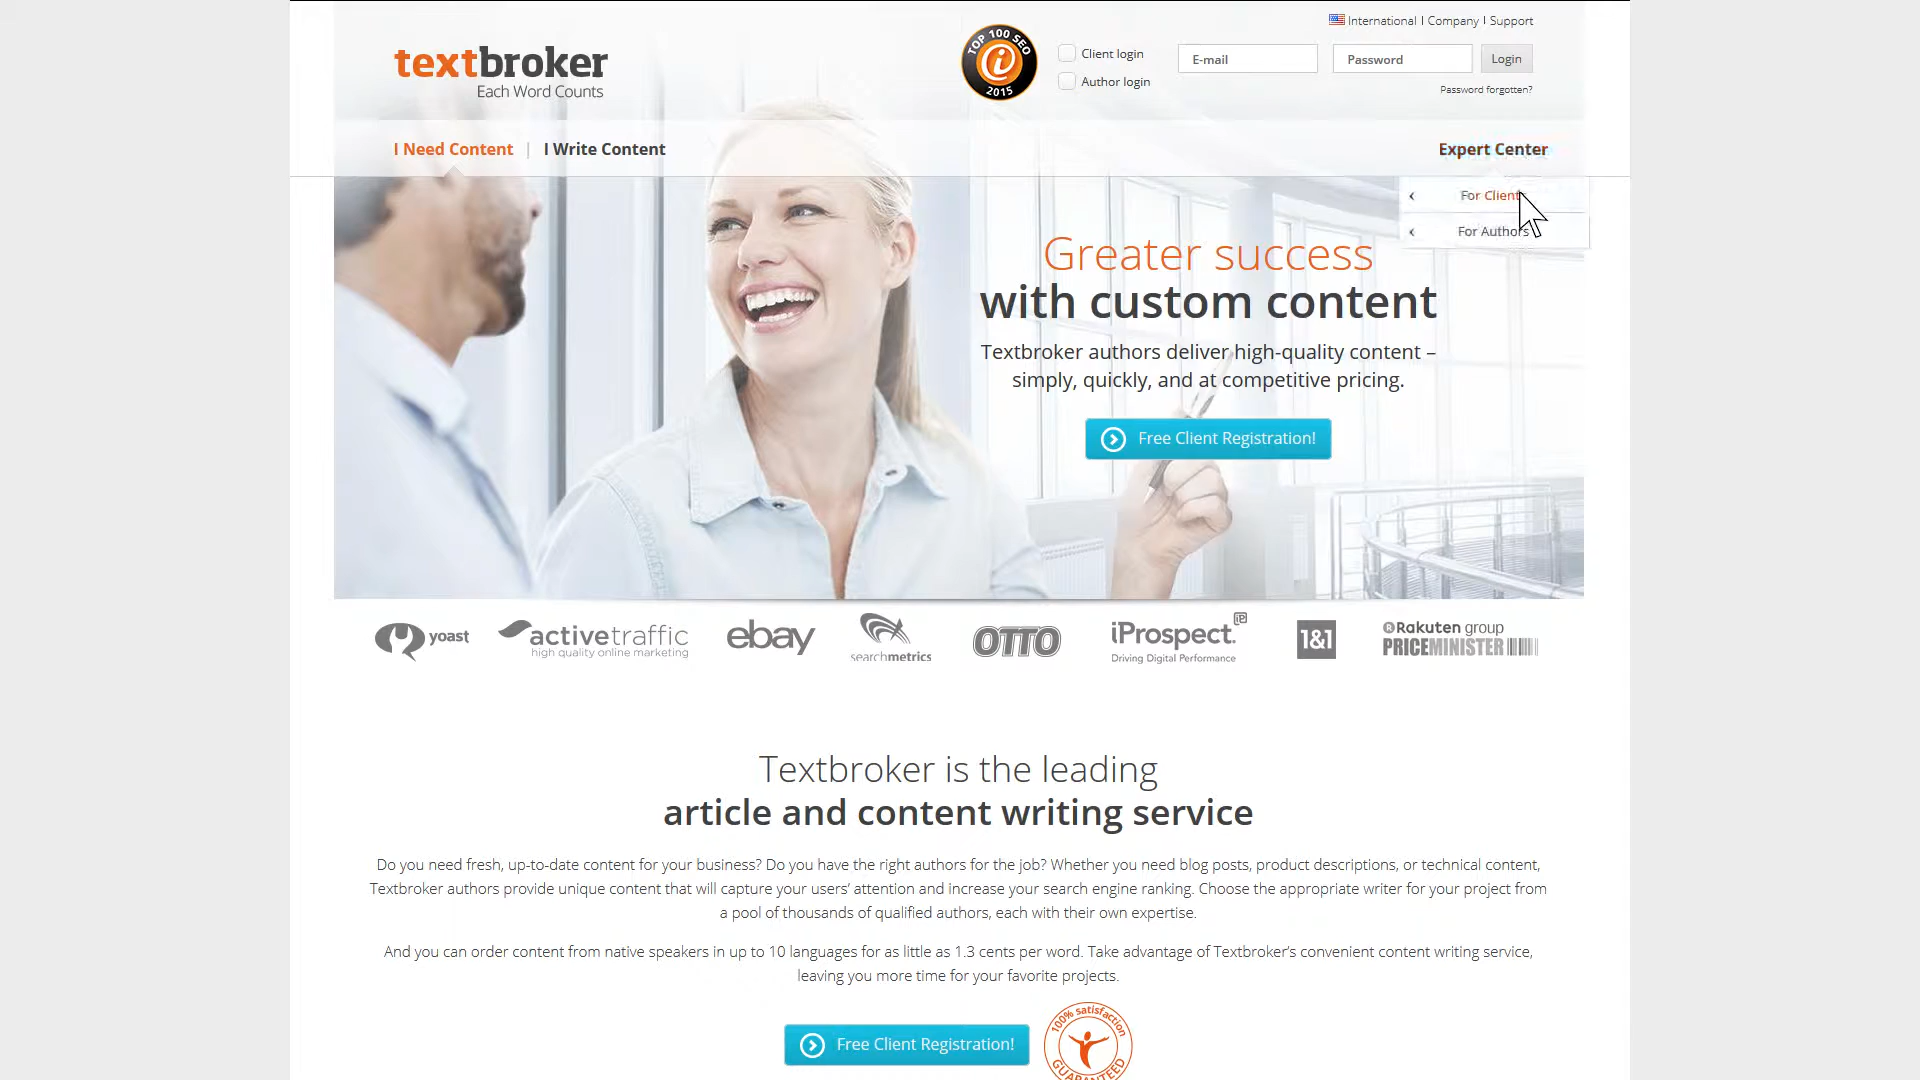 International | Company | Support
TOP 100 SEO
2015
Client login
Author login
E-mail
Password
Login
Password forgotten?
textbroker
Each Word Counts
I Need Content | I Write Content
Expert Center
For Client
For Authors
Greater success
with custom content
Textbroker authors deliver high-quality content –
simply, quickly, and at competitive pricing.
Free Client Registration!
yoast
activetraffic
high quality online marketing
ebay
searchmetrics
OTTO
iProspect.
iP
Driving Digital Performance
1&1
Rakuten group
PRICEMINISTER
Textbroker is the leading
article and content writing service
Do you need fresh, up-to-date content for your business? Do you have the right authors for the job? Whether you need blog posts, product descriptions, or technical content,
Textbroker authors provide unique content that will capture your users’ attention and increase your search engine ranking. Choose the appropriate writer for your project from
a pool of thousands of qualified authors, each with their own expertise.
And you can order content from native speakers in up to 10 languages for as little as 1.3 cents per word. Take advantage of Textbroker’s convenient content writing service,
leaving you more time for your favorite projects.
Free Client Registration!
100% satisfaction
GUARANTEED